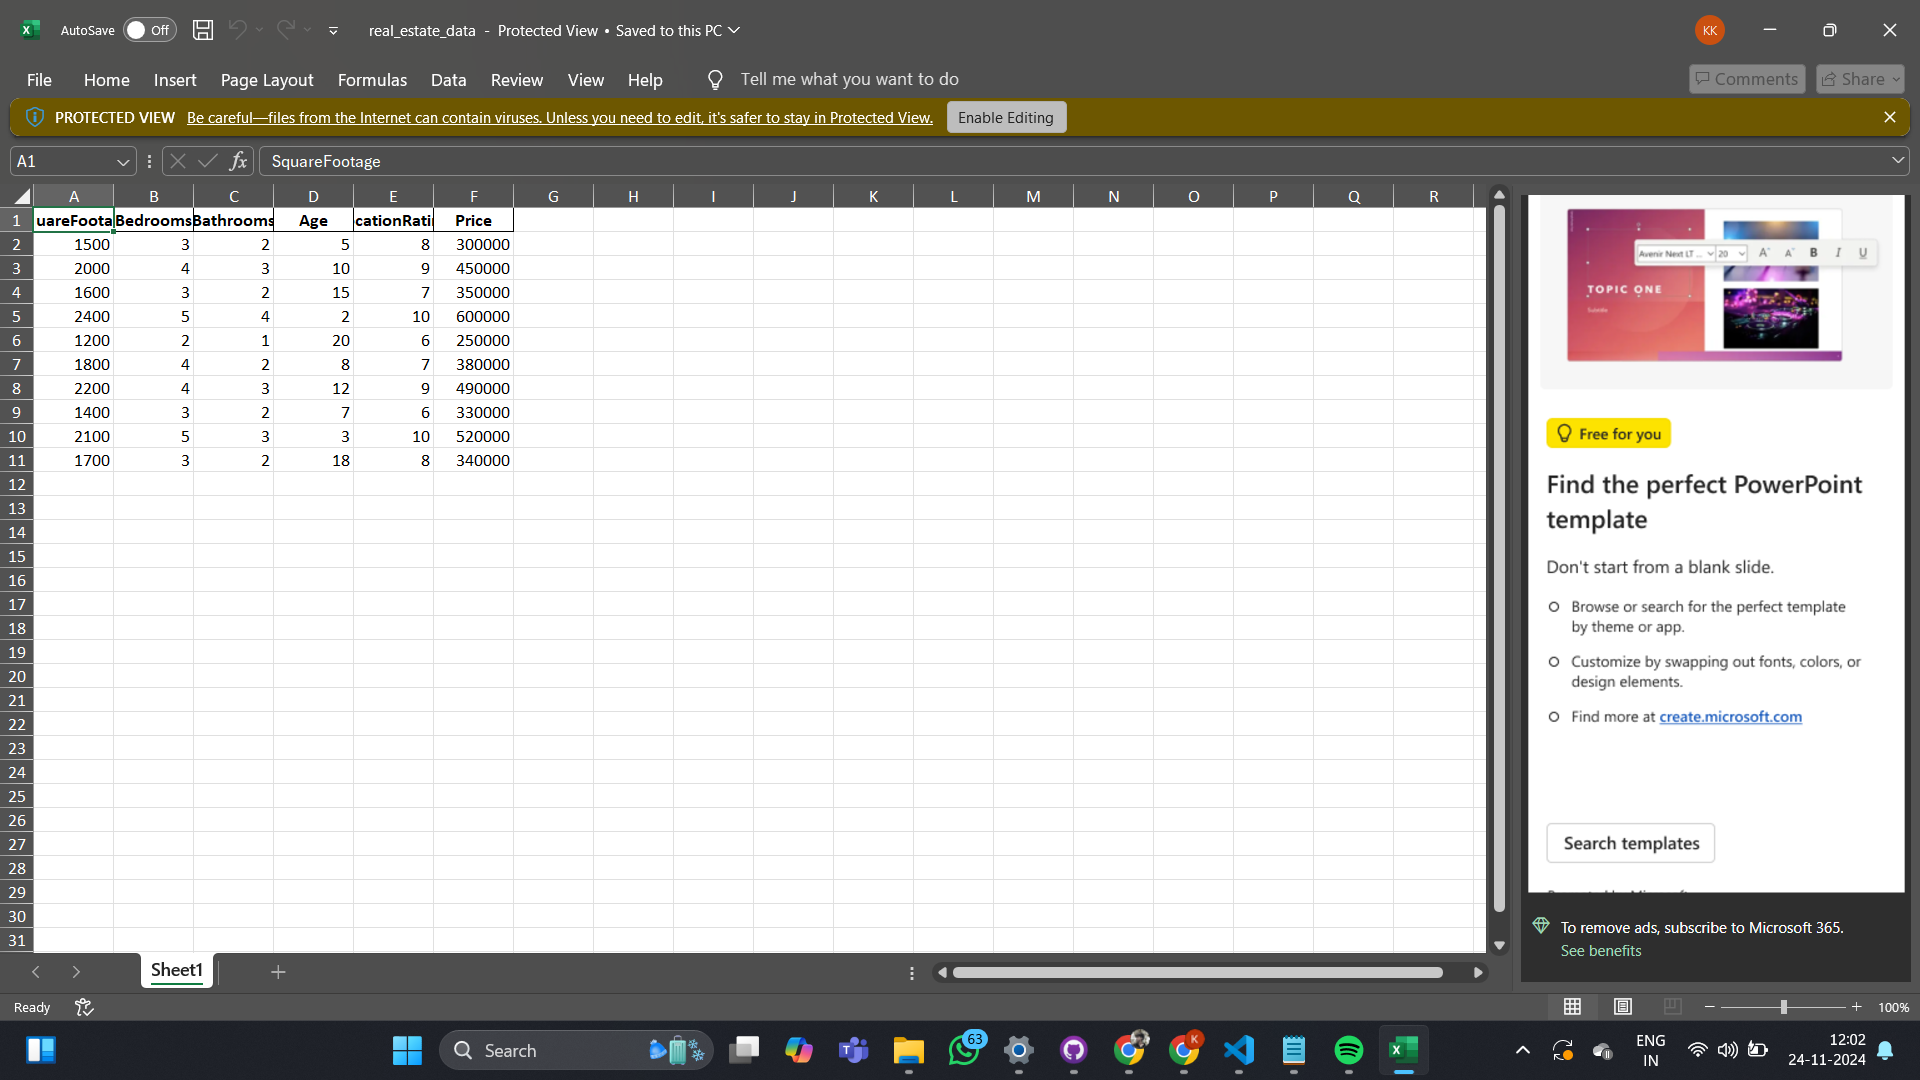 AutoSave Off real_estate_data - Protected View • Saved to this PC KK
File Home Insert Page Layout Formulas Data Review View Help Tell me what you want to do Comments Share
PROTECTED VIEW Be careful—files from the Internet can contain viruses. Unless you need to edit, it's safer to stay in Protected View. Enable Editing
A1 fx SquareFootage
A B C D E F G H I J K L M N O P Q R
1 uareFoota Bedrooms Bathrooms Age cationRati Price
2 1500 3 2 5 8 300000
3 2000 4 3 10 9 450000
4 1600 3 2 15 7 350000
5 2400 5 4 2 10 600000
6 1200 2 1 20 6 250000
7 1800 4 2 8 7 380000
8 2200 4 3 12 9 490000
9 1400 3 2 7 6 330000
10 2100 5 3 3 10 520000
11 1700 3 2 18 8 340000
12
13
14
15
16
17
18
19
20
21
22
23
24
25
26
27
28
29
30
31
Avenir Next LT ... 20 A A B I U
TOPIC ONE
Subtitle
Free for you
Find the perfect PowerPoint
template
Don't start from a blank slide.
Browse or search for the perfect template
by theme or app.
Customize by swapping out fonts, colors, or
design elements.
Find more at create.microsoft.com
Search templates
To remove ads, subscribe to Microsoft 365.
See benefits
Sheet1
Ready 100%
Search 63 K ENG 12:02
IN 24-11-2024